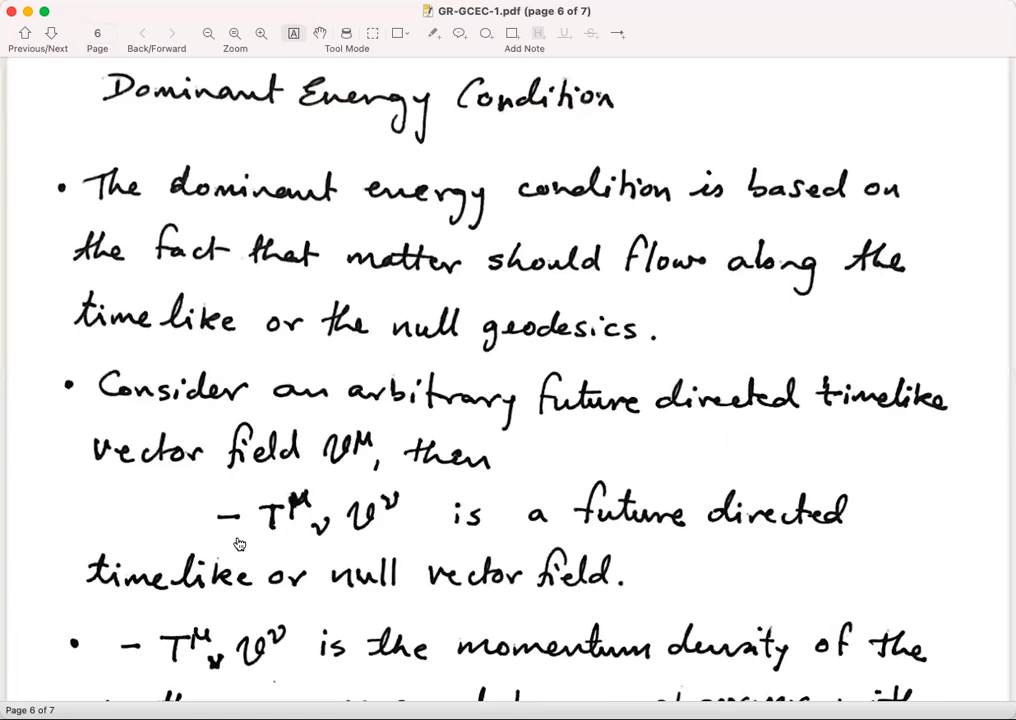 GR-GCEC-1.pdf (page 6 of 7)
6
Previous/Next Page Back/Forward Zoom Tool Mode Add Note
Dominant Energy Condition
• The dominant energy condition is based on
the fact that matter should flow along the
timelike or the null geodesics.
• Consider an arbitrary future directed timelike
vector field v^μ, then
- T^μ_ν v^ν is a future directed
timelike or null vector field.
• - T^μ_ν v^ν is the momentum density of the
Page 6 of 7